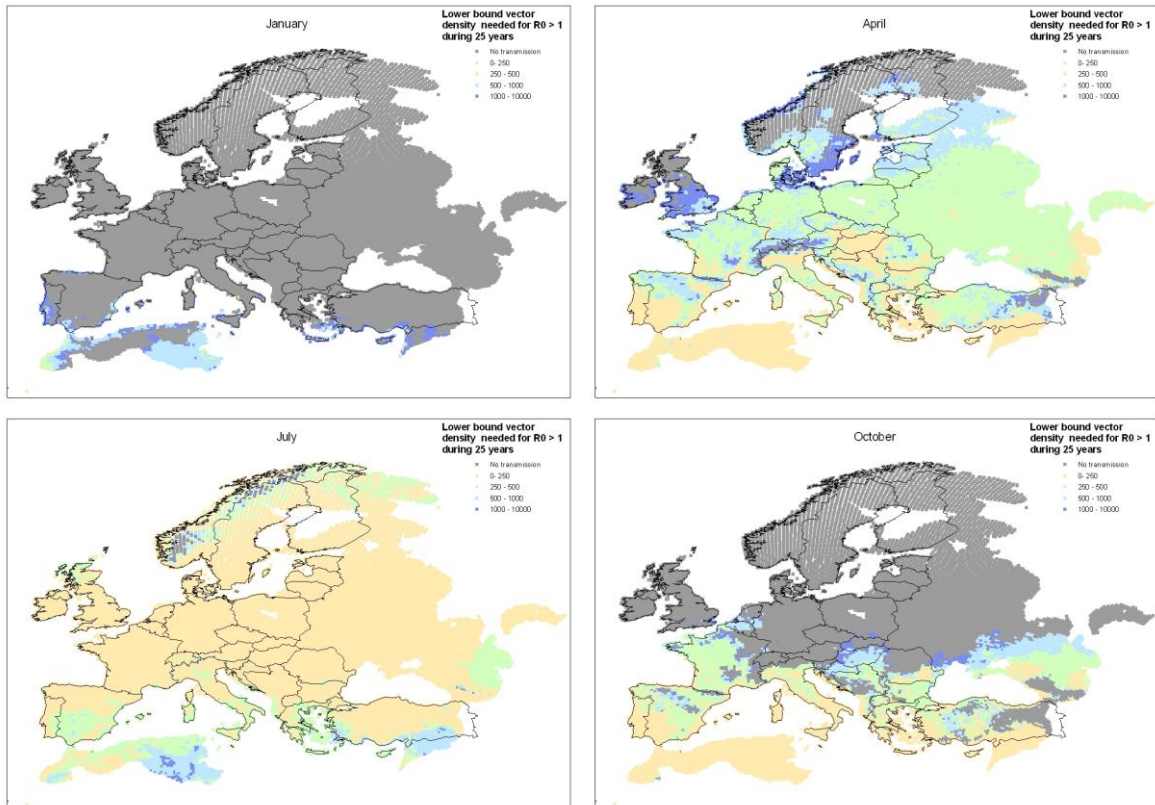 January
Lower bound vector
density needed for R0 > 1
during 25 years
No transmission
0- 250
250 - 500
500 - 1000
1000 - 10000
April
Lower bound vector
density needed for R0 > 1
during 25 years
No transmission
0- 250
250 - 500
500 - 1000
1000 - 10000
July
Lower bound vector
density needed for R0 > 1
during 25 years
No transmission
0- 250
250 - 500
500 - 1000
1000 - 10000
October
Lower bound vector
density needed for R0 > 1
during 25 years
No transmission
0- 250
250 - 500
500 - 1000
1000 - 10000